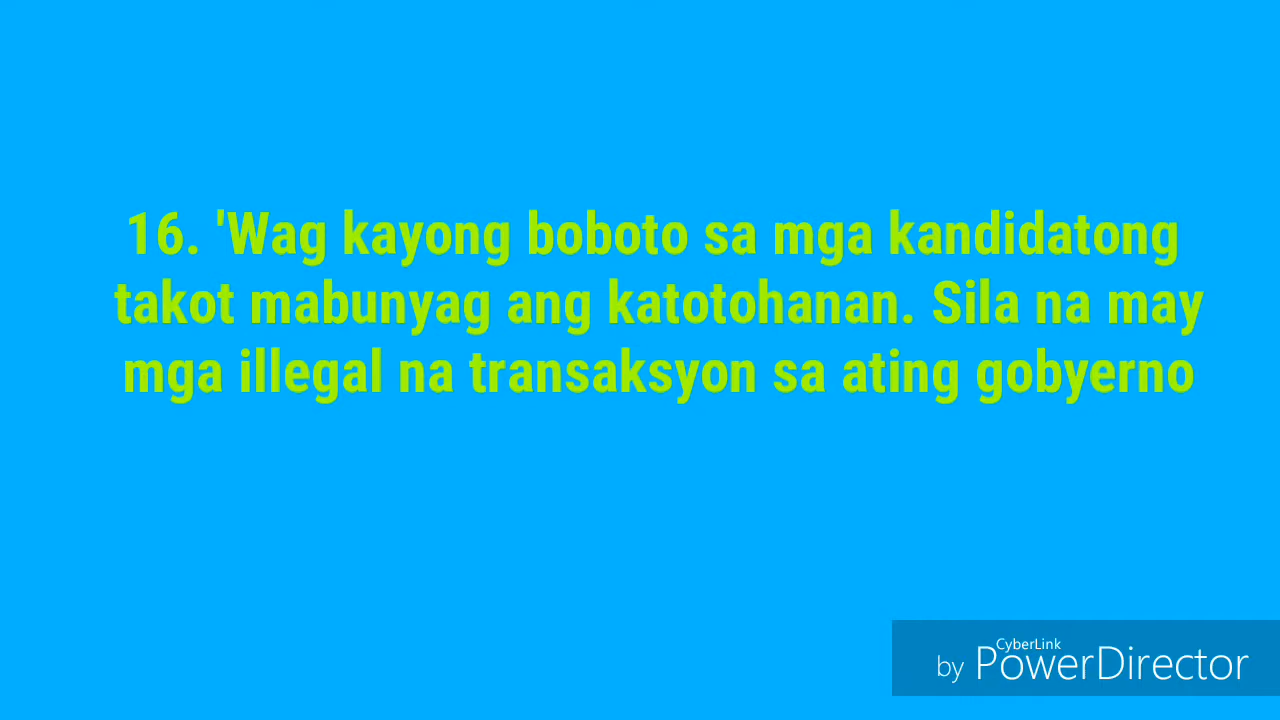 16. 'Wag kayong boboto sa mga kandidatong
takot mabunyag ang katotohanan. Sila na may
mga illegal na transaksyon sa ating gobyerno
CyberLink
by PowerDirector